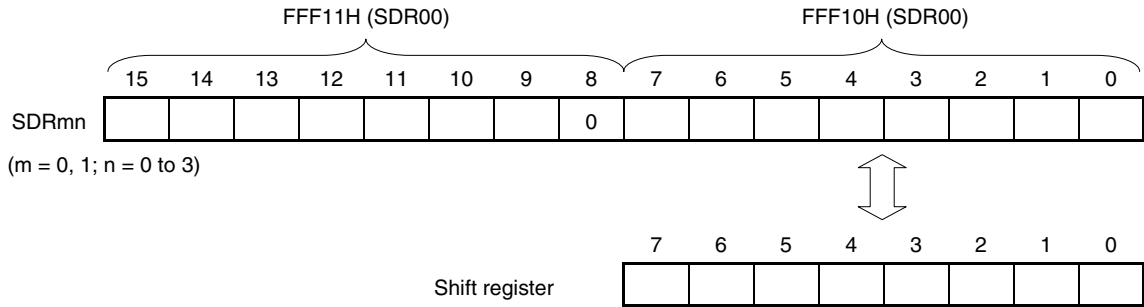 FFF11H (SDR00) FFF10H (SDR00)
15 14 13 12 11 10 9 8 7 6 5 4 3 2 1 0
SDRmn 0
(m = 0, 1; n = 0 to 3)
7 6 5 4 3 2 1 0
Shift register